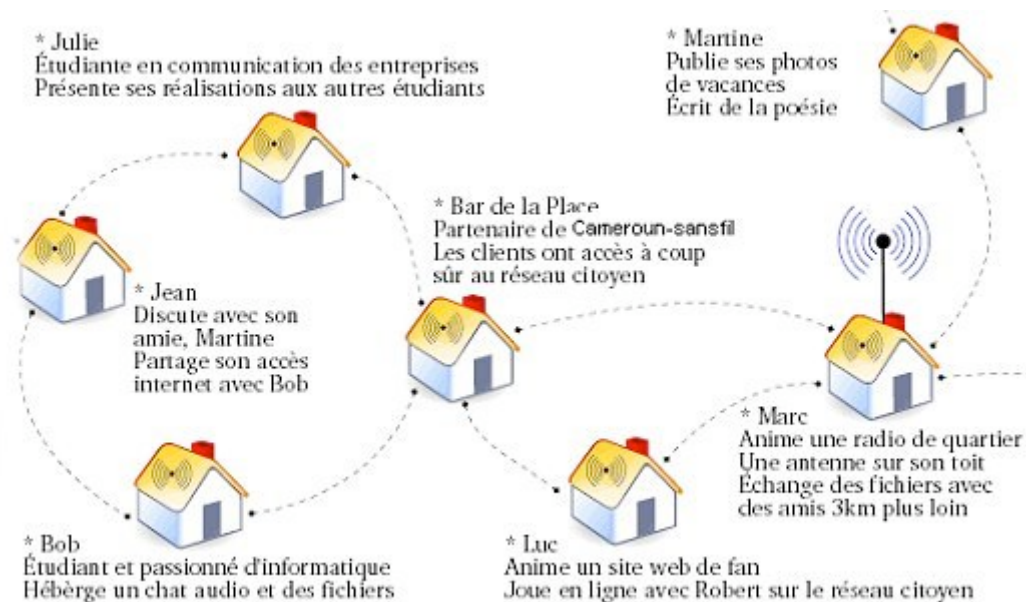 * Julie
Étudiante en communication des entreprises
Présente ses réalisations aux autres étudiants
* Martine
Publie ses photos
de vacances
Écrit de la poésie
* Bar de la Place
Partenaire de Cameroun-sansfil
Les clients ont accès à coup
sûr au réseau citoyen
* Jean
Discute avec son
amie, Martine
Partage son accès
internet avec Bob
* Marc
Anime une radio de quartier
Une antenne sur son toit
Échange des fichiers avec
des amis 3km plus loin
* Bob
Étudiant et passionné d'informatique
Hébèrge un chat audio et des fichiers
* Luc
Anime un site web de fan
Joue en ligne avec Robert sur le réseau citoyen